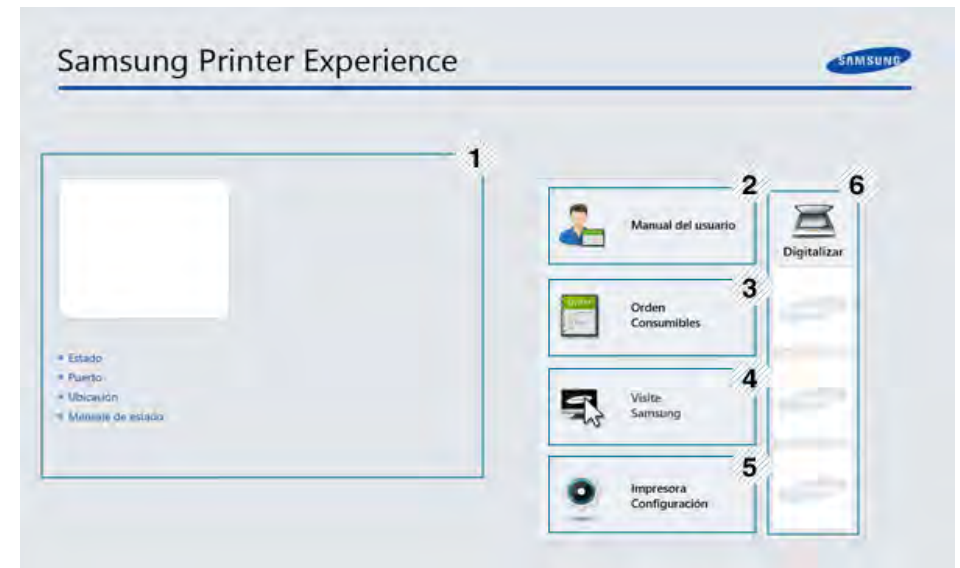 Samsung Printer Experience
SAMSUNG
1
Estado
Puerto
Ubicación
Mensaje de estado
2
Manual del usuario
3
Orden
Consumibles
4
Visite
Samsung
5
Impresora
Configuración
6
Digitalizar